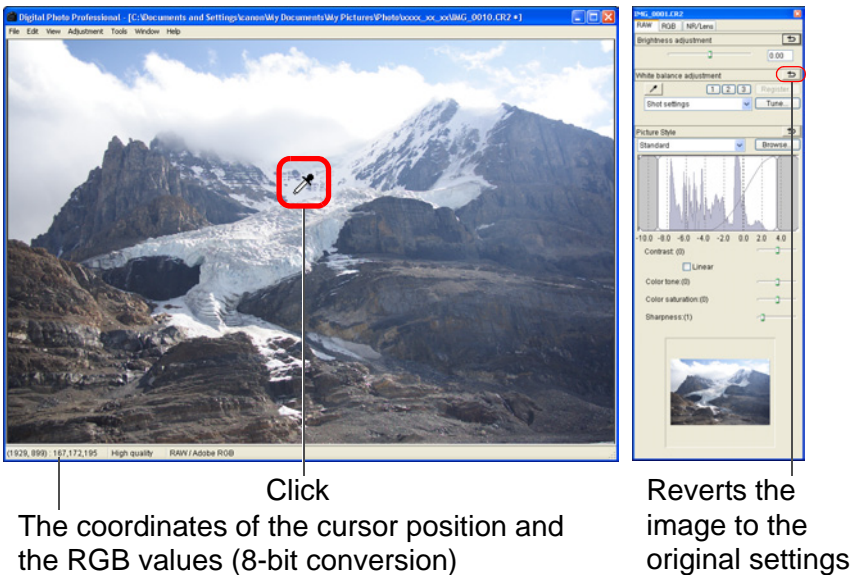 Digital Photo Professional - [C:\Documents and Settings\canon\My Documents\My Pictures\Photo\xxxx_xx_xx\IMG_0010.CR2 •]
File Edit View Adjustment Tools Window Help
(1929, 899) : 167,172,195 High quality RAW / Adobe RGB
Click
The coordinates of the cursor position and
the RGB values (8-bit conversion)
IMG_0001.CR2
RAW RGB NR/Lens
Brightness adjustment
0.00
White balance adjustment
1 2 3 Register
Shot settings Tune...
Picture Style
Standard Browse...
-10.0 -8.0 -6.0 -4.0 -2.0 0.0 2.0 4.0
Contrast: (0)
Linear
Color tone:(0)
Color saturation:(0)
Sharpness:(1)
Reverts the
image to the
original settings